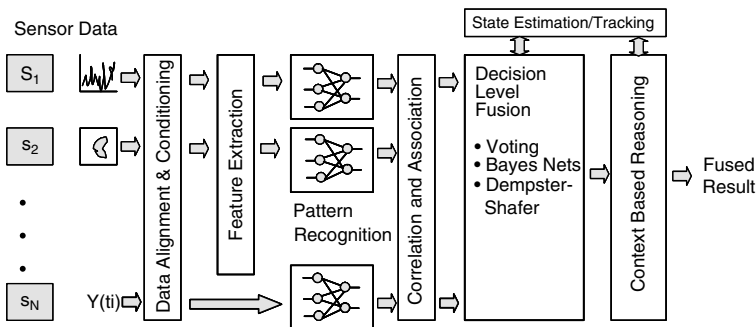 Sensor Data
State Estimation/Tracking
S1
s2
sN
Y(ti)
Data Alignment & Conditioning
Feature Extraction
Pattern
Recognition
Correlation and Association
Decision
Level
Fusion
• Voting
• Bayes Nets
• Dempster-
Shafer
Context Based Reasoning
Fused
Result